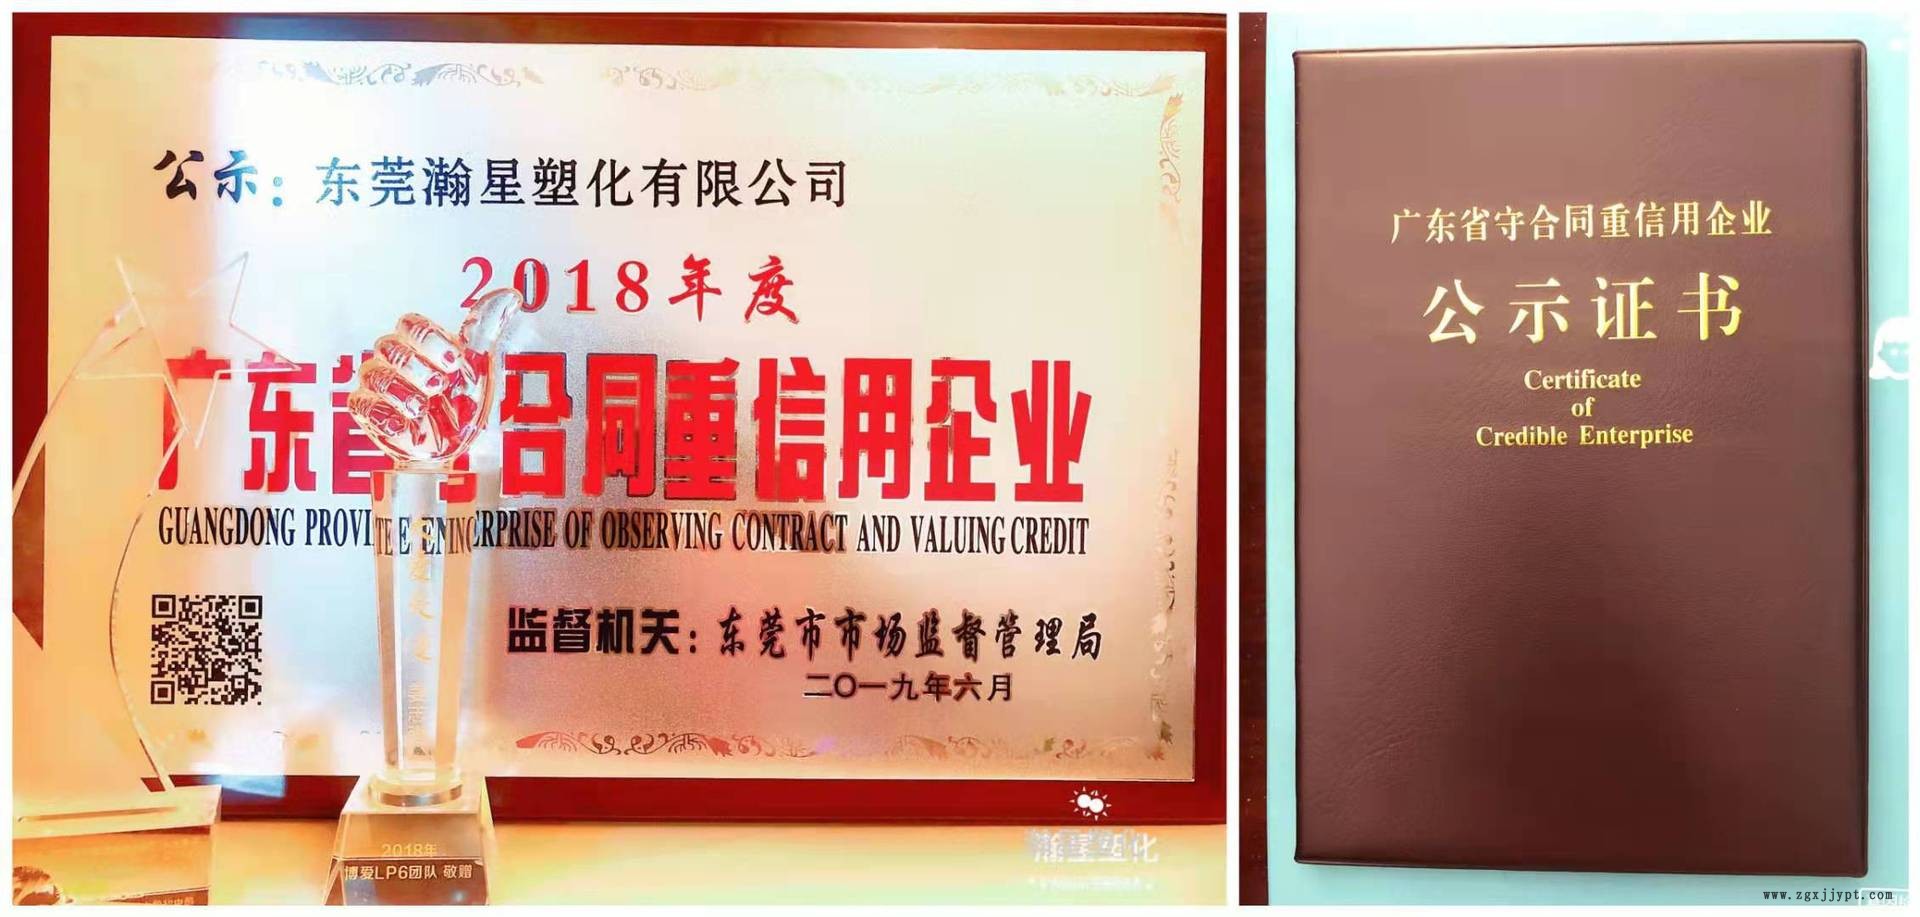 公示：东莞瀚星塑化有限公司
2018年度
广东省守合同重信用企业
GUANGDONG PROVINCE ENTERPRISE OF OBSERVING CONTRACT AND VALUING CREDIT
监督机关：东莞市市场监督管理局
二〇一九年六月
2018年
博爱LP6团队 敬赠
瀚星塑化
广东省守合同重信用企业
公示证书
Certificate
of
Credible Enterprise
www.zgxjjypt.com